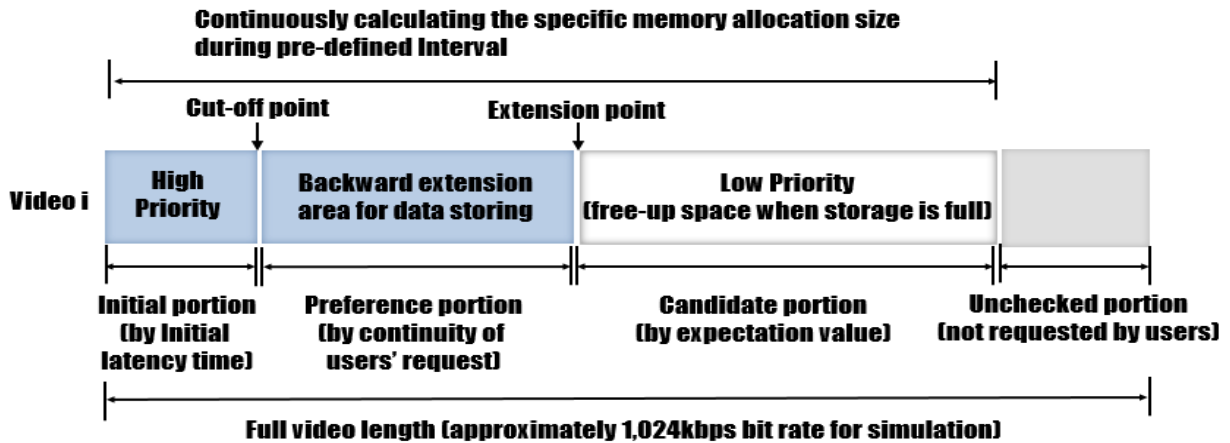 Continuously calculating the specific memory allocation size
during pre-defined Interval
Cut-off point
Extension point
Video i
High
Priority
Backward extension
area for data storing
Low Priority
(free-up space when storage is full)
Initial portion
(by Initial
latency time)
Preference portion
(by continuity of
users’ request)
Candidate portion
(by expectation value)
Unchecked portion
(not requested by users)
Full video length (approximately 1,024kbps bit rate for simulation)